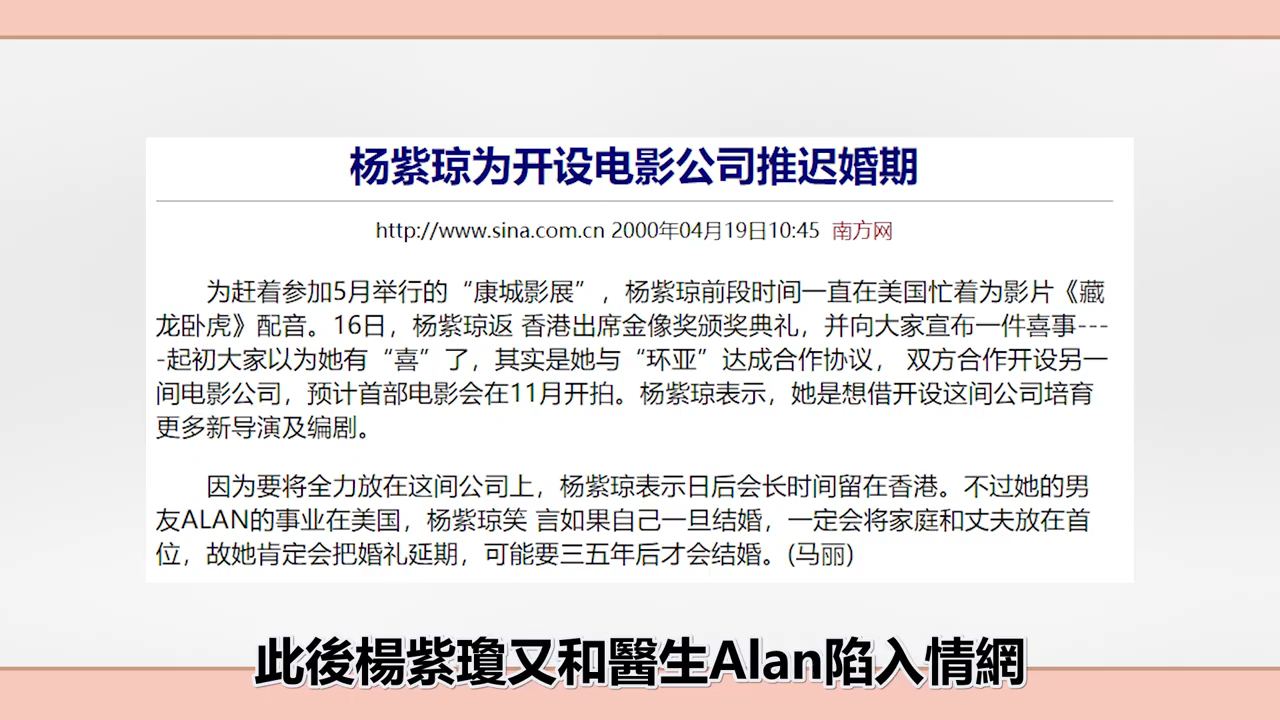 杨紫琼为开设电影公司推迟婚期
http://www.sina.com.cn 2000年04月19日10:45 南方网
为赶着参加5月举行的“康城影展”，杨紫琼前段时间一直在美国忙着为影片《藏
龙卧虎》配音。16日，杨紫琼返 香港出席金像奖颁奖典礼，并向大家宣布一件喜事---
-起初大家以为她有“喜”了，其实是她与“环亚”达成合作协议， 双方合作开设另一
间电影公司，预计首部电影会在11月开拍。杨紫琼表示，她是想借开设这间公司培育
更多新导演及编剧。
因为要将全力放在这间公司上，杨紫琼表示日后会长时间留在香港。不过她的男
友ALAN的事业在美国，杨紫琼笑 言如果自己一旦结婚，一定会将家庭和丈夫放在首
位，故她肯定会把婚礼延期，可能要三五年后才会结婚。(马丽)
此後楊紫瓊又和醫生Alan陷入情網